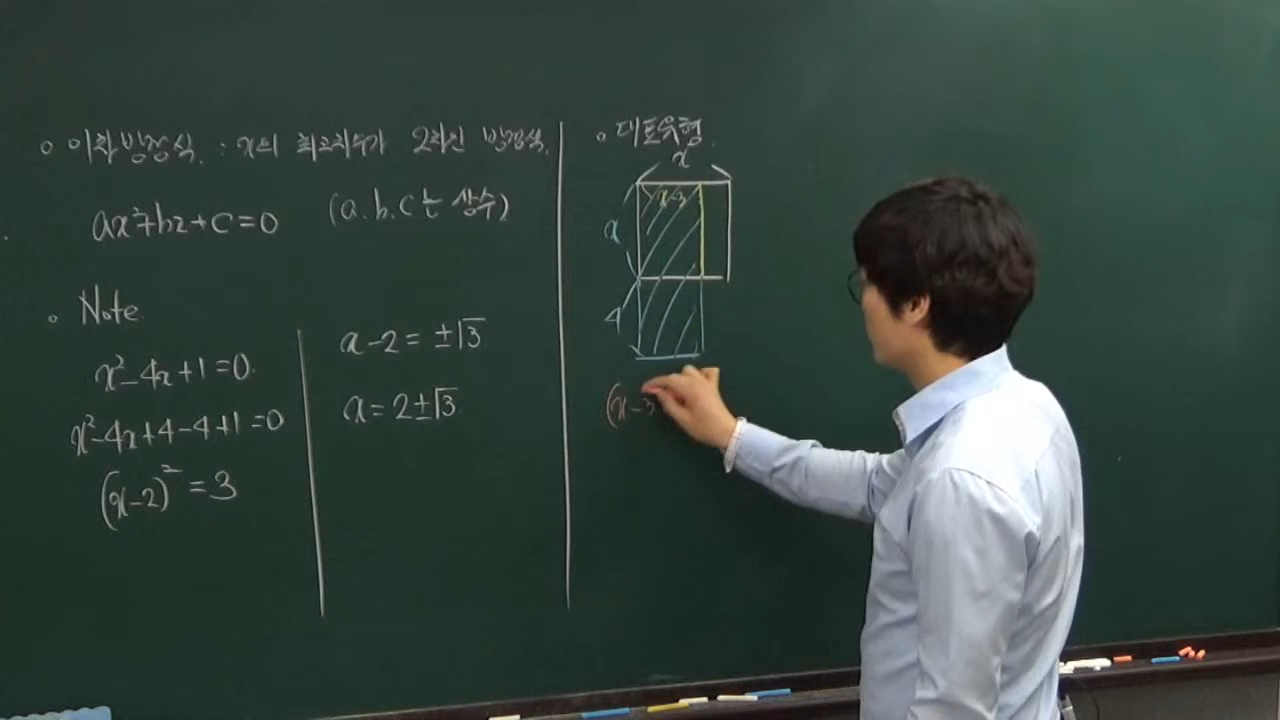 ◦ 이차방정식 : x의 최고차수가 2차인 방정식.
ax²+bx+c=0 (a.b.c는 상수)
◦ Note.
x²-4x+1=0.
x²-4x+4-4+1=0
(x-2)²=3
x-2=±√3
x=2±√3
◦ 대표유형.
x
x-3
x
4
(x-3